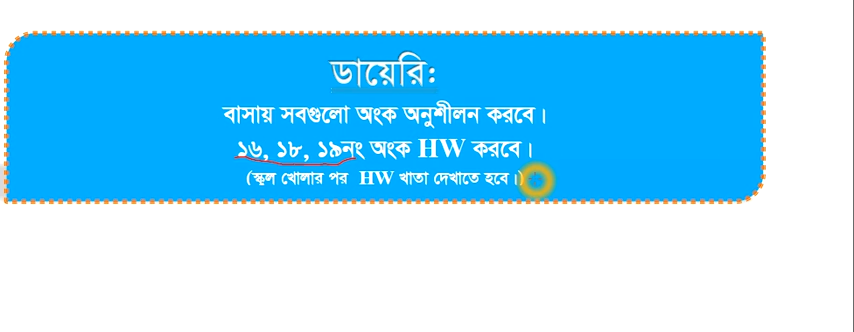 ডায়েরি:
বাসায় সবগুলো অংক অনুশীলন করবে।
১৬, ১৮, ১৯নং অংক HW করবে।
(স্কুল খোলার পর HW খাতা দেখাতে হবে।)